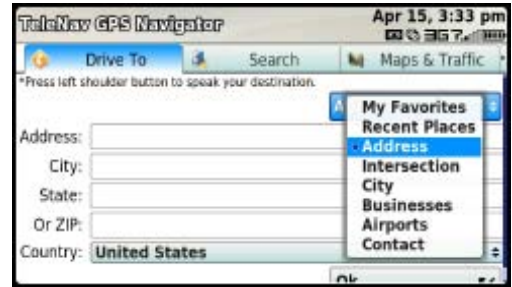 TeleNav GPS Navigator
Apr 15, 3:33 pm
Drive To
Search
Maps & Traffic
*Press left shoulder button to speak your destination.
My Favorites
Recent Places
Address
Intersection
City
Businesses
Airports
Contact
Address:
City:
State:
Or ZIP:
Country: United States
Ok